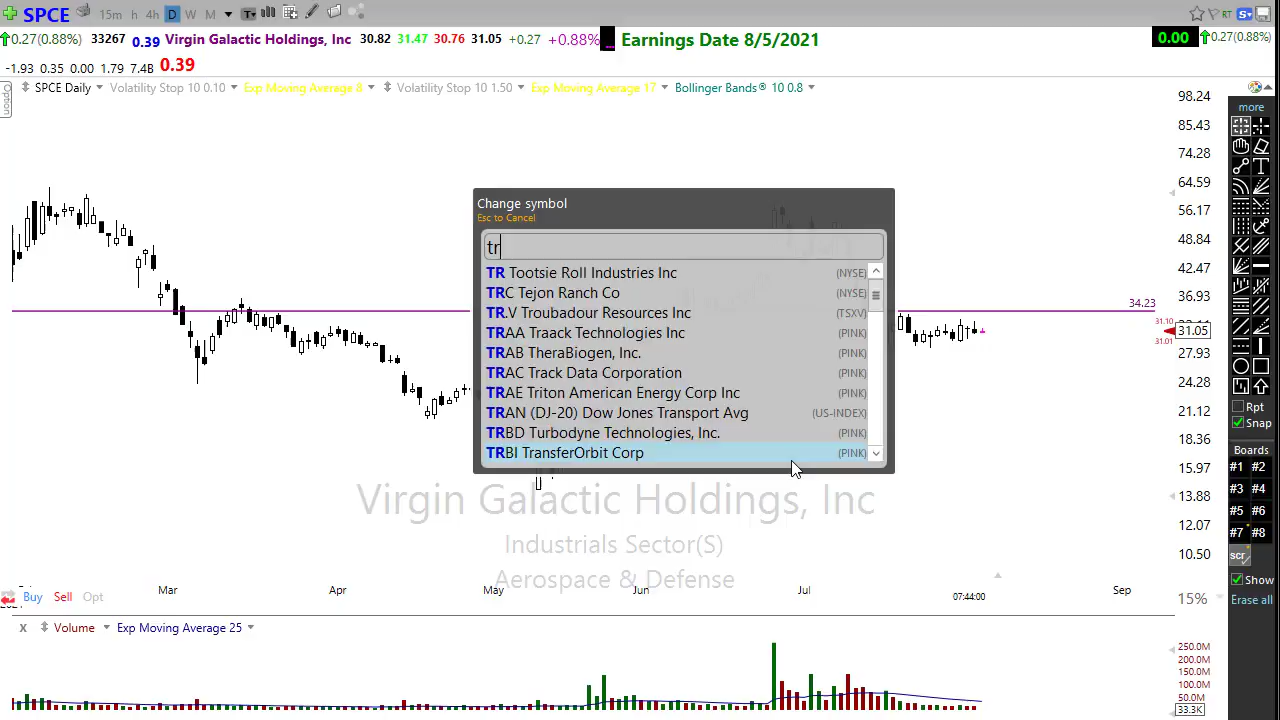 SPCE 15m h 4h D W M T RT S
0.27(0.88%) 33267 0.39 Virgin Galactic Holdings, Inc 30.82 31.47 30.76 31.05 +0.27 +0.88% ... Earnings Date 8/5/2021 0.00 0.27(0.88%)
-1.93 0.35 0.00 1.79 7.4B 0.39
Option
SPCE Daily Volatility Stop 10 0.10 Exp Moving Average 8 Volatility Stop 10 1.50 Exp Moving Average 17 Bollinger Bands® 10 0.8
98.24
85.43
74.28
64.59
56.17
48.84
42.47
36.93
34.23
31.10
31.05
31.01
27.93
24.28
21.12
18.36
15.97
13.88
12.07
10.50
15%
more
T
Rpt
Snap
Boards
#1 #2
#3 #4
#5 #6
#7 #8
scr
Show
Erase all
Change symbol
Esc to Cancel
tr
TR Tootsie Roll Industries Inc (NYSE)
TRC Tejon Ranch Co (NYSE)
TR.V Troubadour Resources Inc (TSXV)
TRAA Traack Technologies Inc (PINK)
TRAB TheraBiogen, Inc. (PINK)
TRAC Track Data Corporation (PINK)
TRAE Triton American Energy Corp Inc (PINK)
TRAN (DJ-20) Dow Jones Transport Avg (US-INDEX)
TRBD Turbodyne Technologies, Inc. (PINK)
TRBI TransferOrbit Corp (PINK)
Virgin Galactic Holdings, Inc
Industrials Sector(S)
Aerospace & Defense
Mar Apr May Jun Jul 07:44:00 Sep
Buy Sell Opt
X Volume Exp Moving Average 25
250.0M
200.0M
150.0M
100.0M
50.0M
33.3K